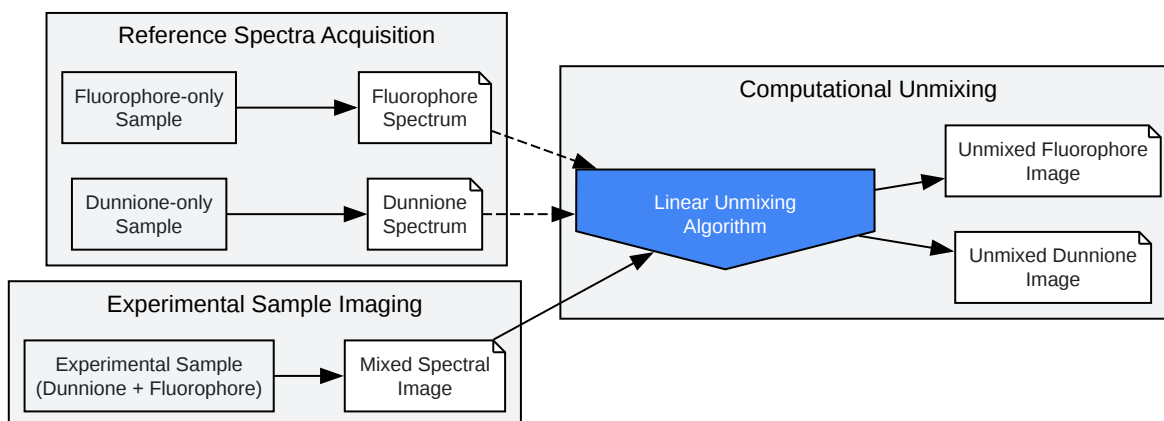 Reference Spectra Acquisition
Fluorophore-only
Sample
Fluorophore
Spectrum
Dunnione-only
Sample
Dunnione
Spectrum
Experimental Sample Imaging
Experimental Sample
(Dunnione + Fluorophore)
Mixed Spectral
Image
Computational Unmixing
Linear Unmixing
Algorithm
Unmixed Fluorophore
Image
Unmixed Dunnione
Image